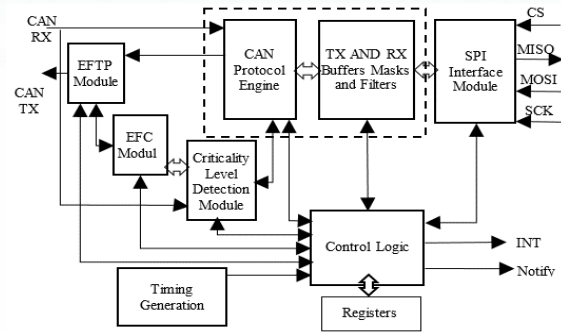 CAN
RX
EFTP
Module
CAN
TX
CAN
Protocol
Engine
TX AND RX
Buffers Masks
and Filters
SPI
Interface
Module
CS
MISO
MOSI
SCK
EFC
Modul
Criticality
Level
Detection
Module
Control Logic
INT
Notify
Timing
Generation
Registers